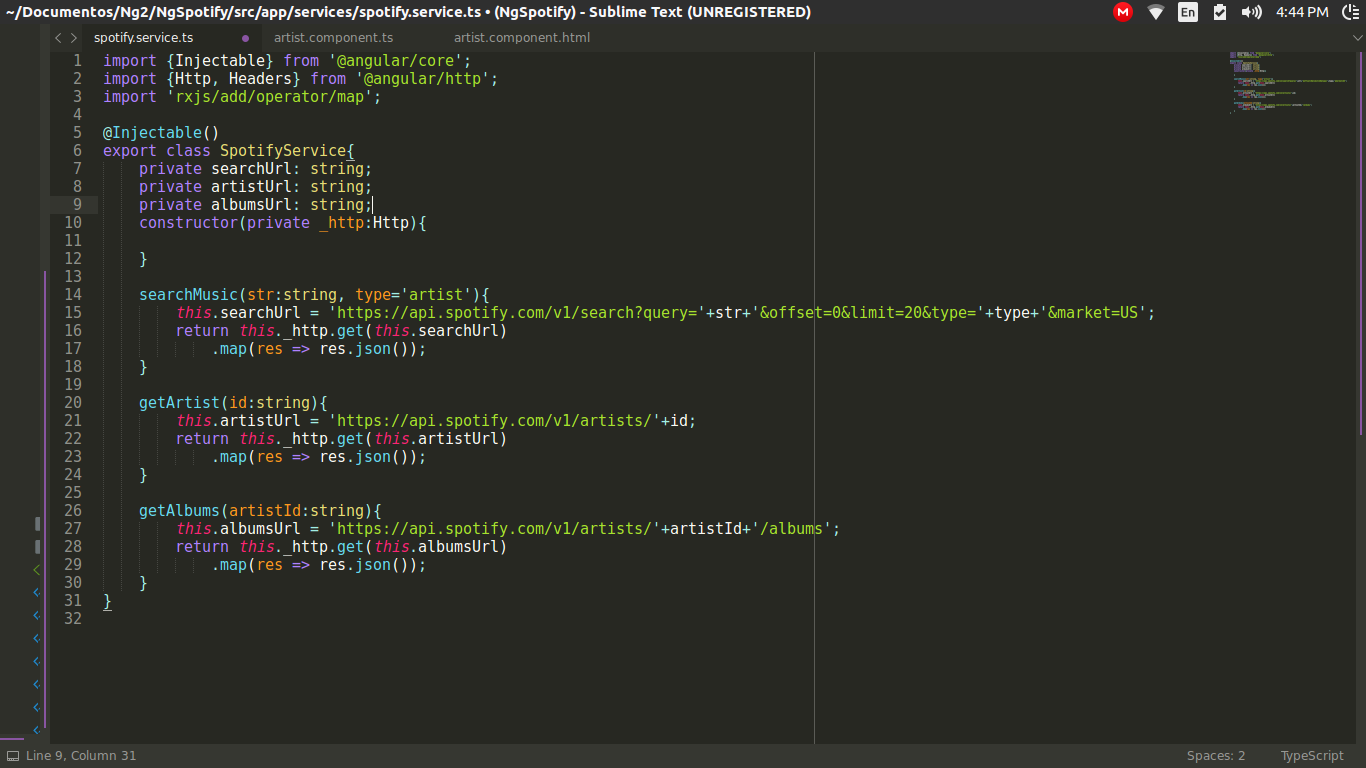 ~/Documentos/Ng2/NgSpotify/src/app/services/spotify.service.ts • (NgSpotify) - Sublime Text (UNREGISTERED)
M En 4:44 PM
spotify.service.ts artist.component.ts artist.component.html
1 import {Injectable} from '@angular/core';
2 import {Http, Headers} from '@angular/http';
3 import 'rxjs/add/operator/map';
4
5 @Injectable()
6 export class SpotifyService{
7     private searchUrl: string;
8     private artistUrl: string;
9     private albumsUrl: string;
10     constructor(private _http:Http){
11
12     }
13
14     searchMusic(str:string, type='artist'){
15         this.searchUrl = 'https://api.spotify.com/v1/search?query='+str+'&offset=0&limit=20&type='+type+'&market=US';
16         return this._http.get(this.searchUrl)
17             .map(res => res.json());
18     }
19
20     getArtist(id:string){
21         this.artistUrl = 'https://api.spotify.com/v1/artists/'+id;
22         return this._http.get(this.artistUrl)
23             .map(res => res.json());
24     }
25
26     getAlbums(artistId:string){
27         this.albumsUrl = 'https://api.spotify.com/v1/artists/'+artistId+'/albums';
28         return this._http.get(this.albumsUrl)
29             .map(res => res.json());
30     }
31 }
32
Line 9, Column 31 Spaces: 2 TypeScript